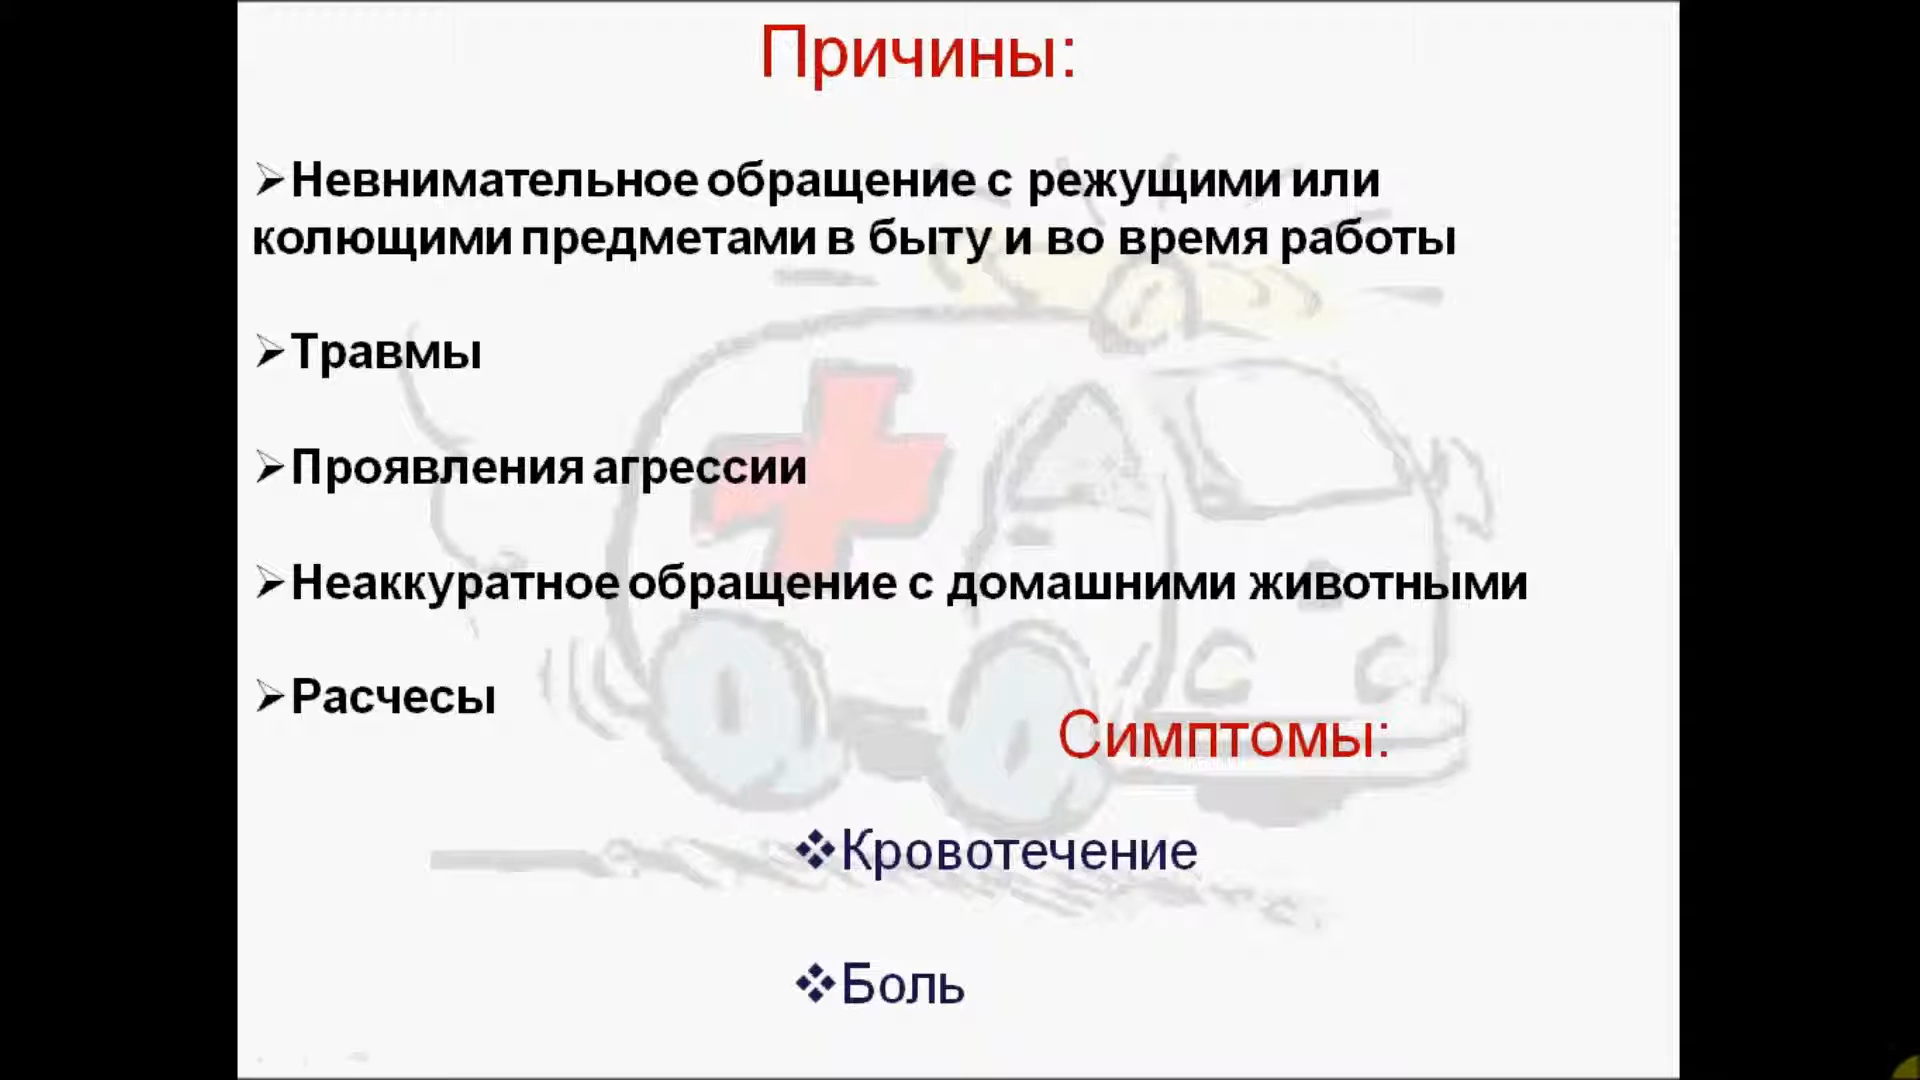 Причины:
Невнимательное обращение с режущими или
колющими предметами в быту и во время работы
Травмы
Проявления агрессии
Неаккуратное обращение с домашними животными
Расчесы
Симптомы:
Кровотечение
Боль